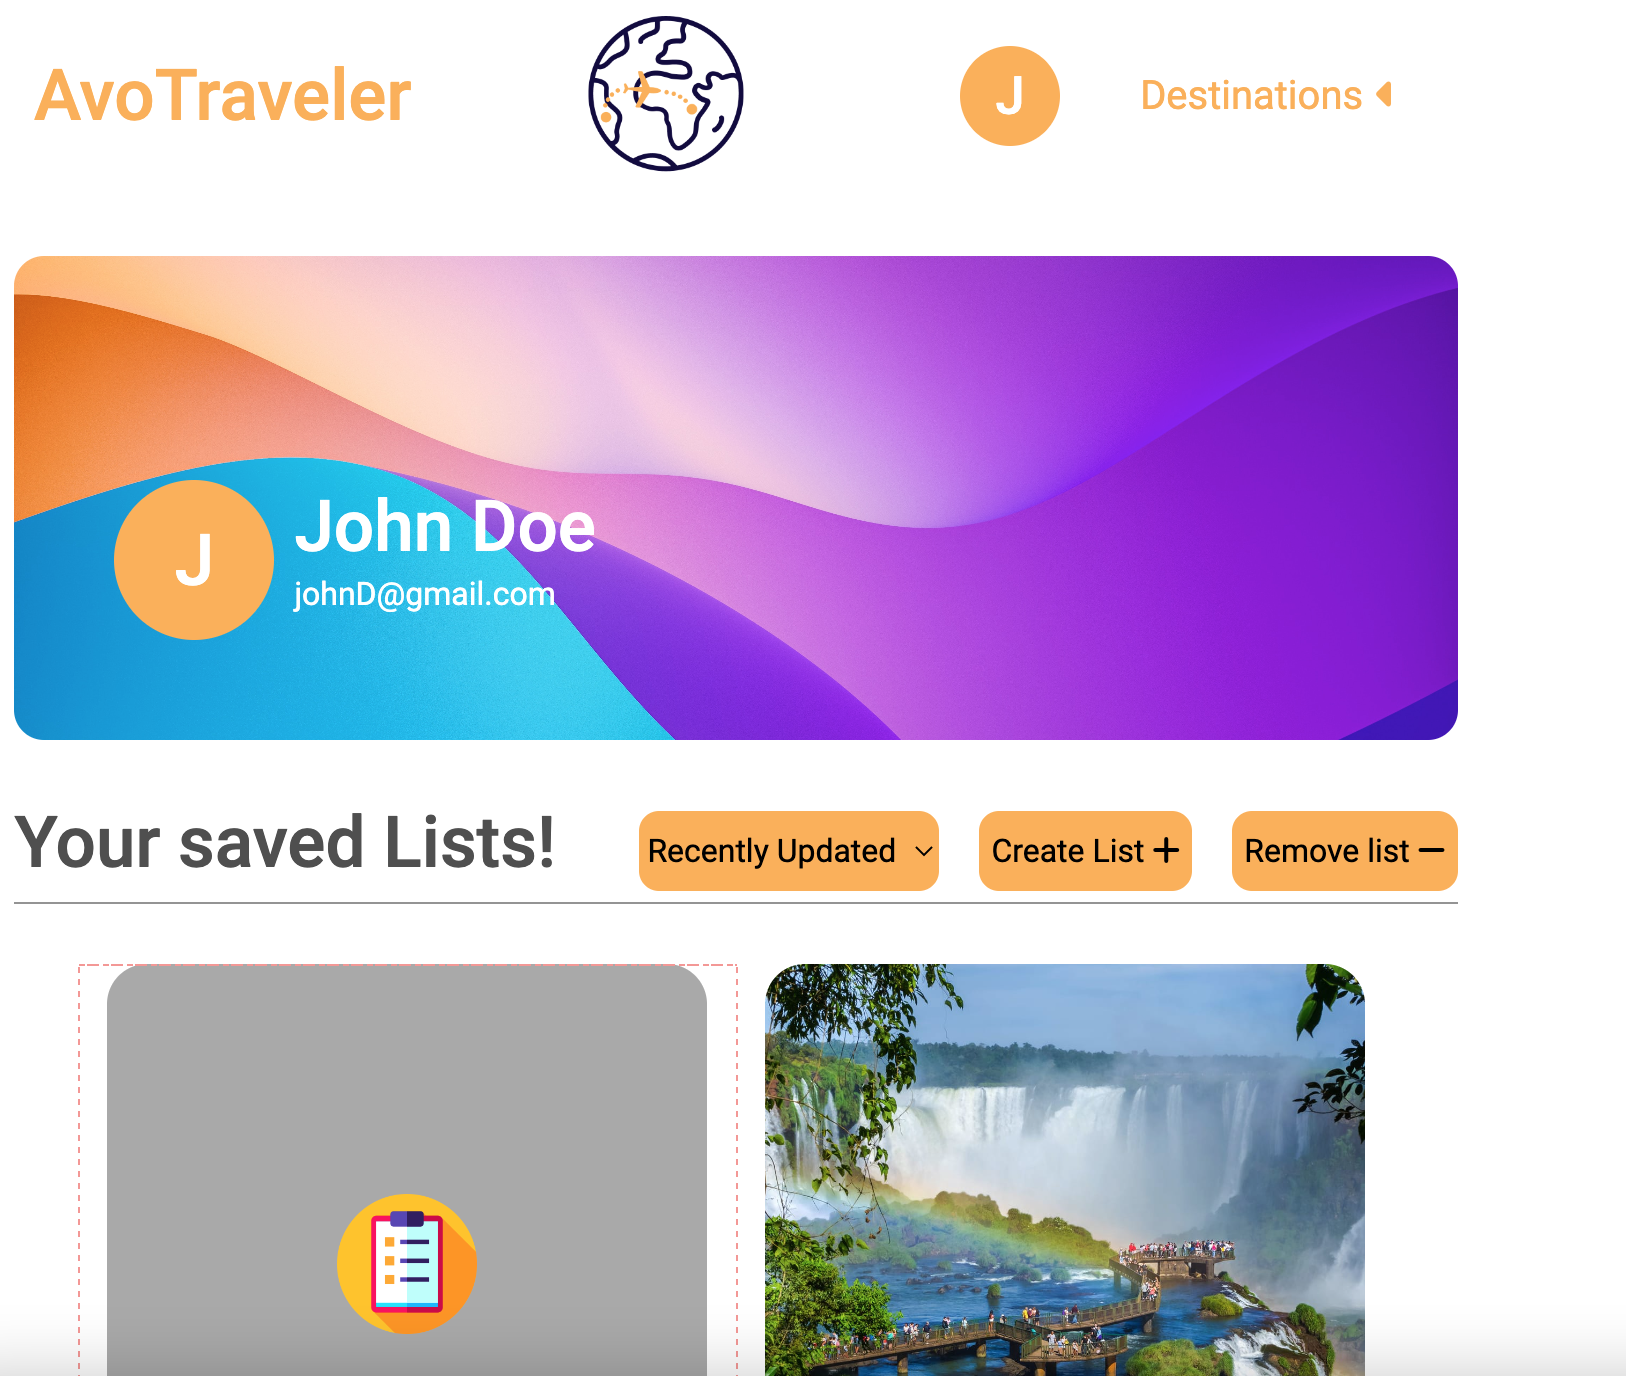 AvoTraveler
J
Destinations
J
John Doe
johnD@gmail.com
Your saved Lists!
Recently Updated
Create List
Remove list